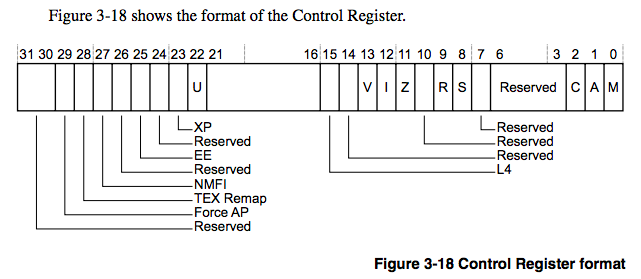 Figure 3-18 shows the format of the Control Register.
31 30 29 28 27 26 25 24 23 22 21 16 15 14 13 12 11 10 9 8 7 6 3 2 1 0
U V I Z R S Reserved C A M
XP Reserved
Reserved Reserved
EE Reserved
Reserved L4
NMFI
TEX Remap
Force AP
Reserved
Figure 3-18 Control Register format